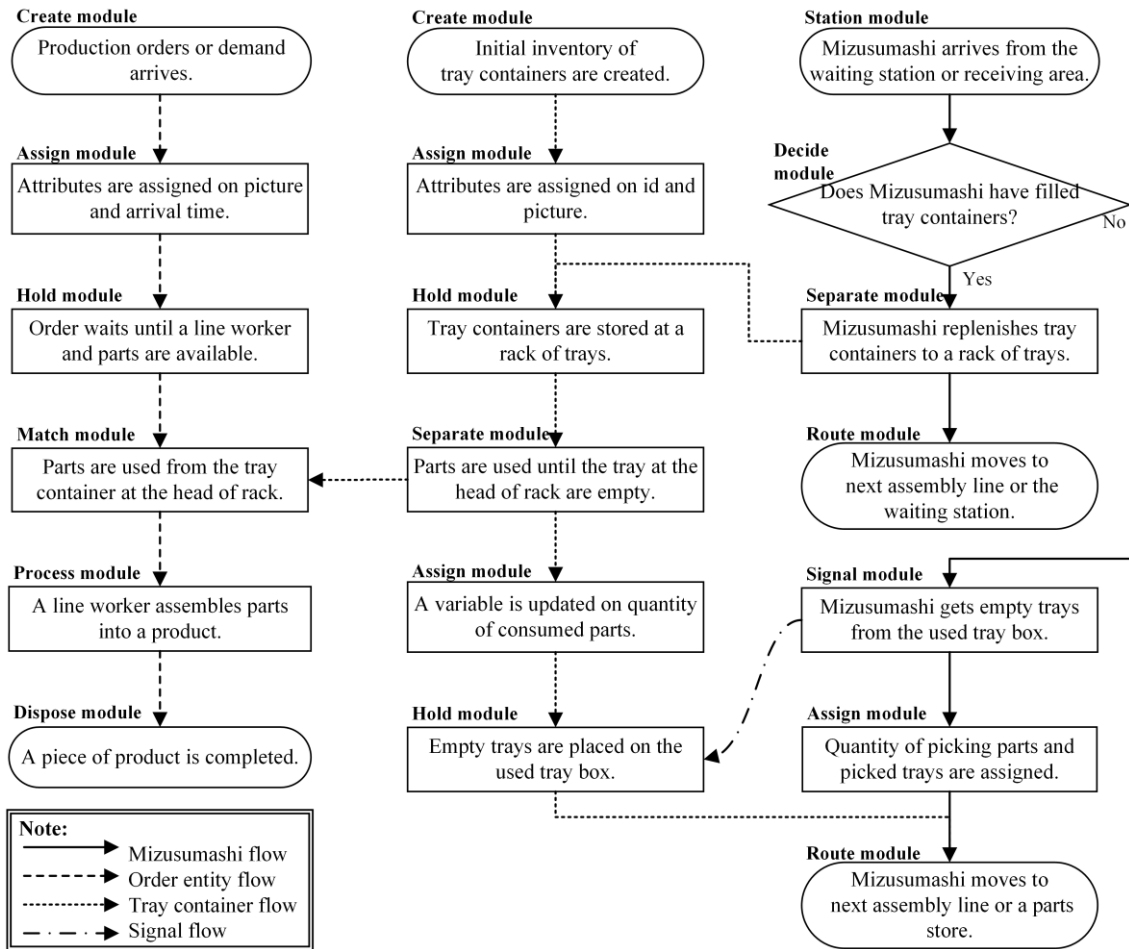 Create module
Production orders or demand
arrives.
Assign module
Attributes are assigned on picture
and arrival time.
Hold module
Order waits until a line worker
and parts are available.
Match module
Parts are used from the tray
container at the head of rack.
Process module
A line worker assembles parts
into a product.
Dispose module
A piece of product is completed.
Note:
Mizusumashi flow
Order entity flow
Tray container flow
Signal flow
Create module
Initial inventory of
tray containers are created.
Assign module
Attributes are assigned on id and
picture.
Hold module
Tray containers are stored at a
rack of trays.
Separate module
Parts are used until the tray at the
head of rack are empty.
Assign module
A variable is updated on quantity
of consumed parts.
Hold module
Empty trays are placed on the
used tray box.
Station module
Mizusumashi arrives from the
waiting station or receiving area.
Decide
module
Does Mizusumashi have filled
tray containers?
No
Yes
Separate module
Mizusumashi replenishes tray
containers to a rack of trays.
Route module
Mizusumashi moves to
next assembly line or the
waiting station.
Signal module
Mizusumashi gets empty trays
from the used tray box.
Assign module
Quantity of picking parts and
picked trays are assigned.
Route module
Mizusumashi moves to
next assembly line or a parts
store.